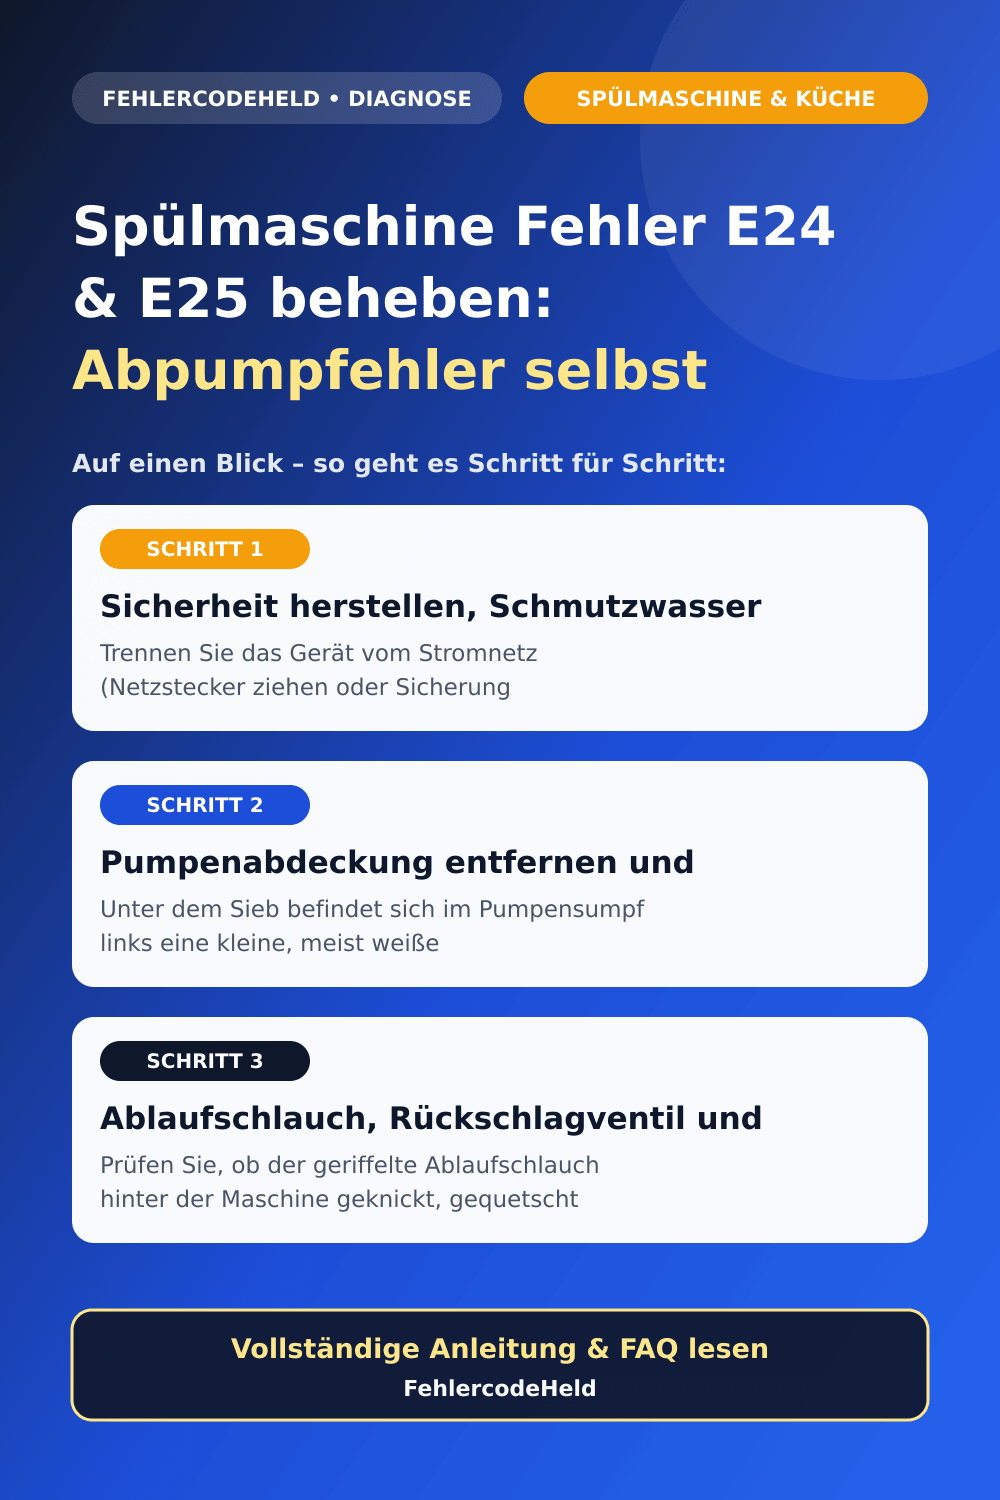 FEHLERCODEHELD • DIAGNOSE
SPÜLMASCHINE & KÜCHE
Spülmaschine Fehler E24
& E25 beheben:
Abpumpfehler selbst
Auf einen Blick – so geht es Schritt für Schritt:
SCHRITT 1
Sicherheit herstellen, Schmutzwasser
Trennen Sie das Gerät vom Stromnetz
(Netzstecker ziehen oder Sicherung
SCHRITT 2
Pumpenabdeckung entfernen und
Unter dem Sieb befindet sich im Pumpensumpf
links eine kleine, meist weiße
SCHRITT 3
Ablaufschlauch, Rückschlagventil und
Prüfen Sie, ob der geriffelte Ablaufschlauch
hinter der Maschine geknickt, gequetscht
Vollständige Anleitung & FAQ lesen
FehlercodeHeld